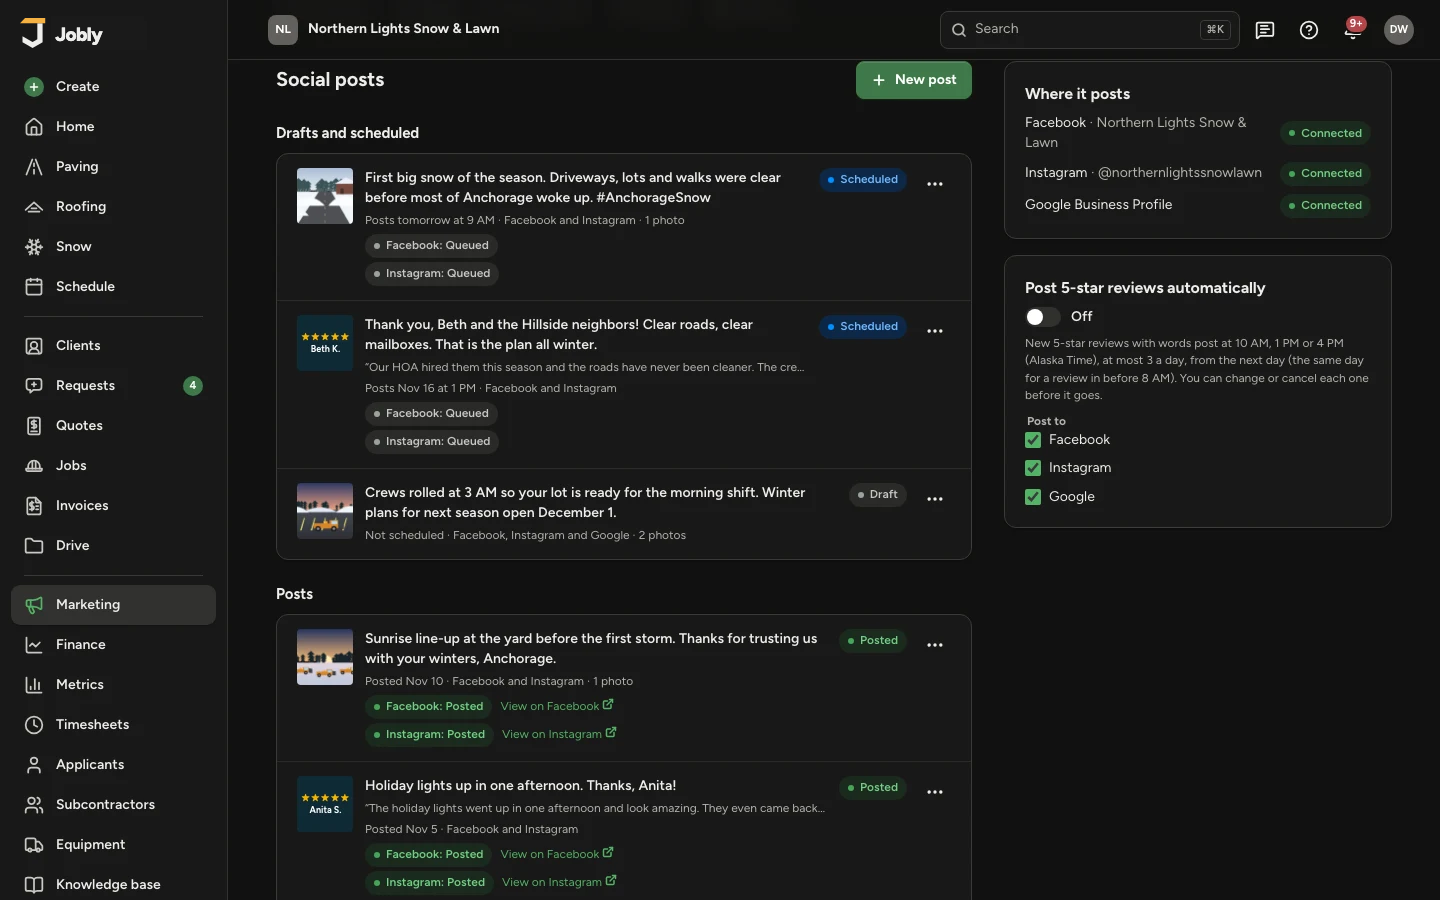 Jobly
Create
Home
Paving
Roofing
Snow
Schedule
Clients
Requests 4
Quotes
Jobs
Invoices
Drive
Marketing
Finance
Metrics
Timesheets
Applicants
Subcontractors
Equipment
Knowledge base
NL Northern Lights Snow & Lawn
Search ⌘K
9+
DW
Social posts
New post
Drafts and scheduled
First big snow of the season. Driveways, lots and walks were clear
before most of Anchorage woke up. #AnchorageSnow
Scheduled
Posts tomorrow at 9 AM · Facebook and Instagram · 1 photo
Facebook: Queued
Instagram: Queued
★★★★★
Beth K.
Thank you, Beth and the Hillside neighbors! Clear roads, clear
mailboxes. That is the plan all winter.
Scheduled
“Our HOA hired them this season and the roads have never been cleaner. The cre...
Posts Nov 16 at 1 PM · Facebook and Instagram
Facebook: Queued
Instagram: Queued
Crews rolled at 3 AM so your lot is ready for the morning shift. Winter
plans for next season open December 1.
Draft
Not scheduled · Facebook, Instagram and Google · 2 photos
Posts
Sunrise line-up at the yard before the first storm. Thanks for trusting us
with your winters, Anchorage.
Posted
Posted Nov 10 · Facebook and Instagram · 1 photo
Facebook: Posted View on Facebook
Instagram: Posted View on Instagram
★★★★★
Anita S.
Holiday lights up in one afternoon. Thanks, Anita!
Posted
“The holiday lights went up in one afternoon and look amazing. They even came back...
Posted Nov 5 · Facebook and Instagram
Facebook: Posted View on Facebook
Instagram: Posted View on Instagram
Where it posts
Facebook · Northern Lights Snow &
Lawn
Connected
Instagram · @northernlightssnowlawn Connected
Google Business Profile Connected
Post 5-star reviews automatically
Off
New 5-star reviews with words post at 10 AM, 1 PM or 4 PM
(Alaska Time), at most 3 a day, from the next day (the same day
for a review in before 8 AM). You can change or cancel each one
before it goes.
Post to
Facebook
Instagram
Google